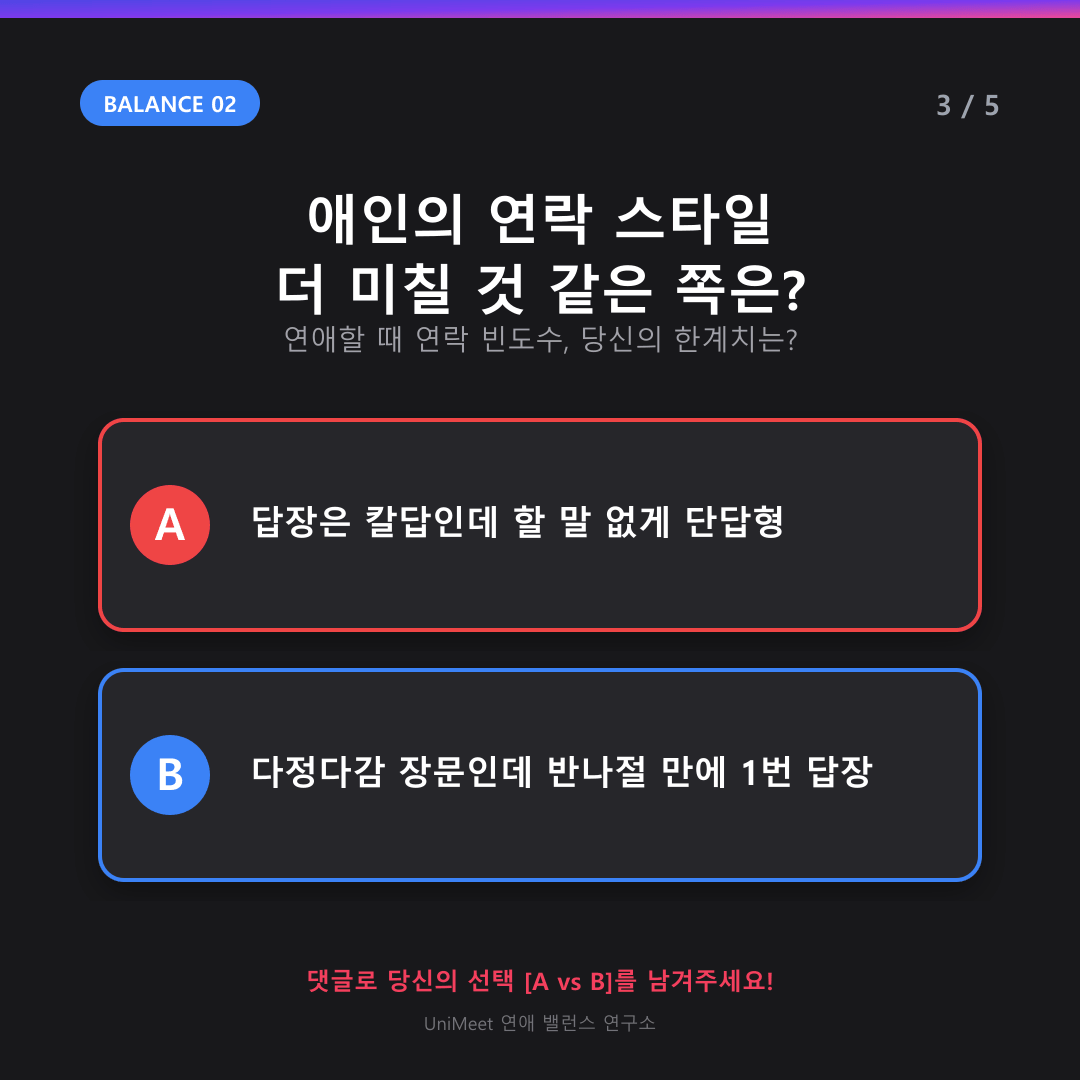 BALANCE 02
3 / 5
애인의 연락 스타일
더 미칠 것 같은 쪽은?
연애할 때 연락 빈도수, 당신의 한계치는?
A
답장은 칼답인데 할 말 없게 단답형
B
다정다감 장문인데 반나절 만에 1번 답장
댓글로 당신의 선택 [A vs B]를 남겨주세요!
UniMeet 연애 밸런스 연구소